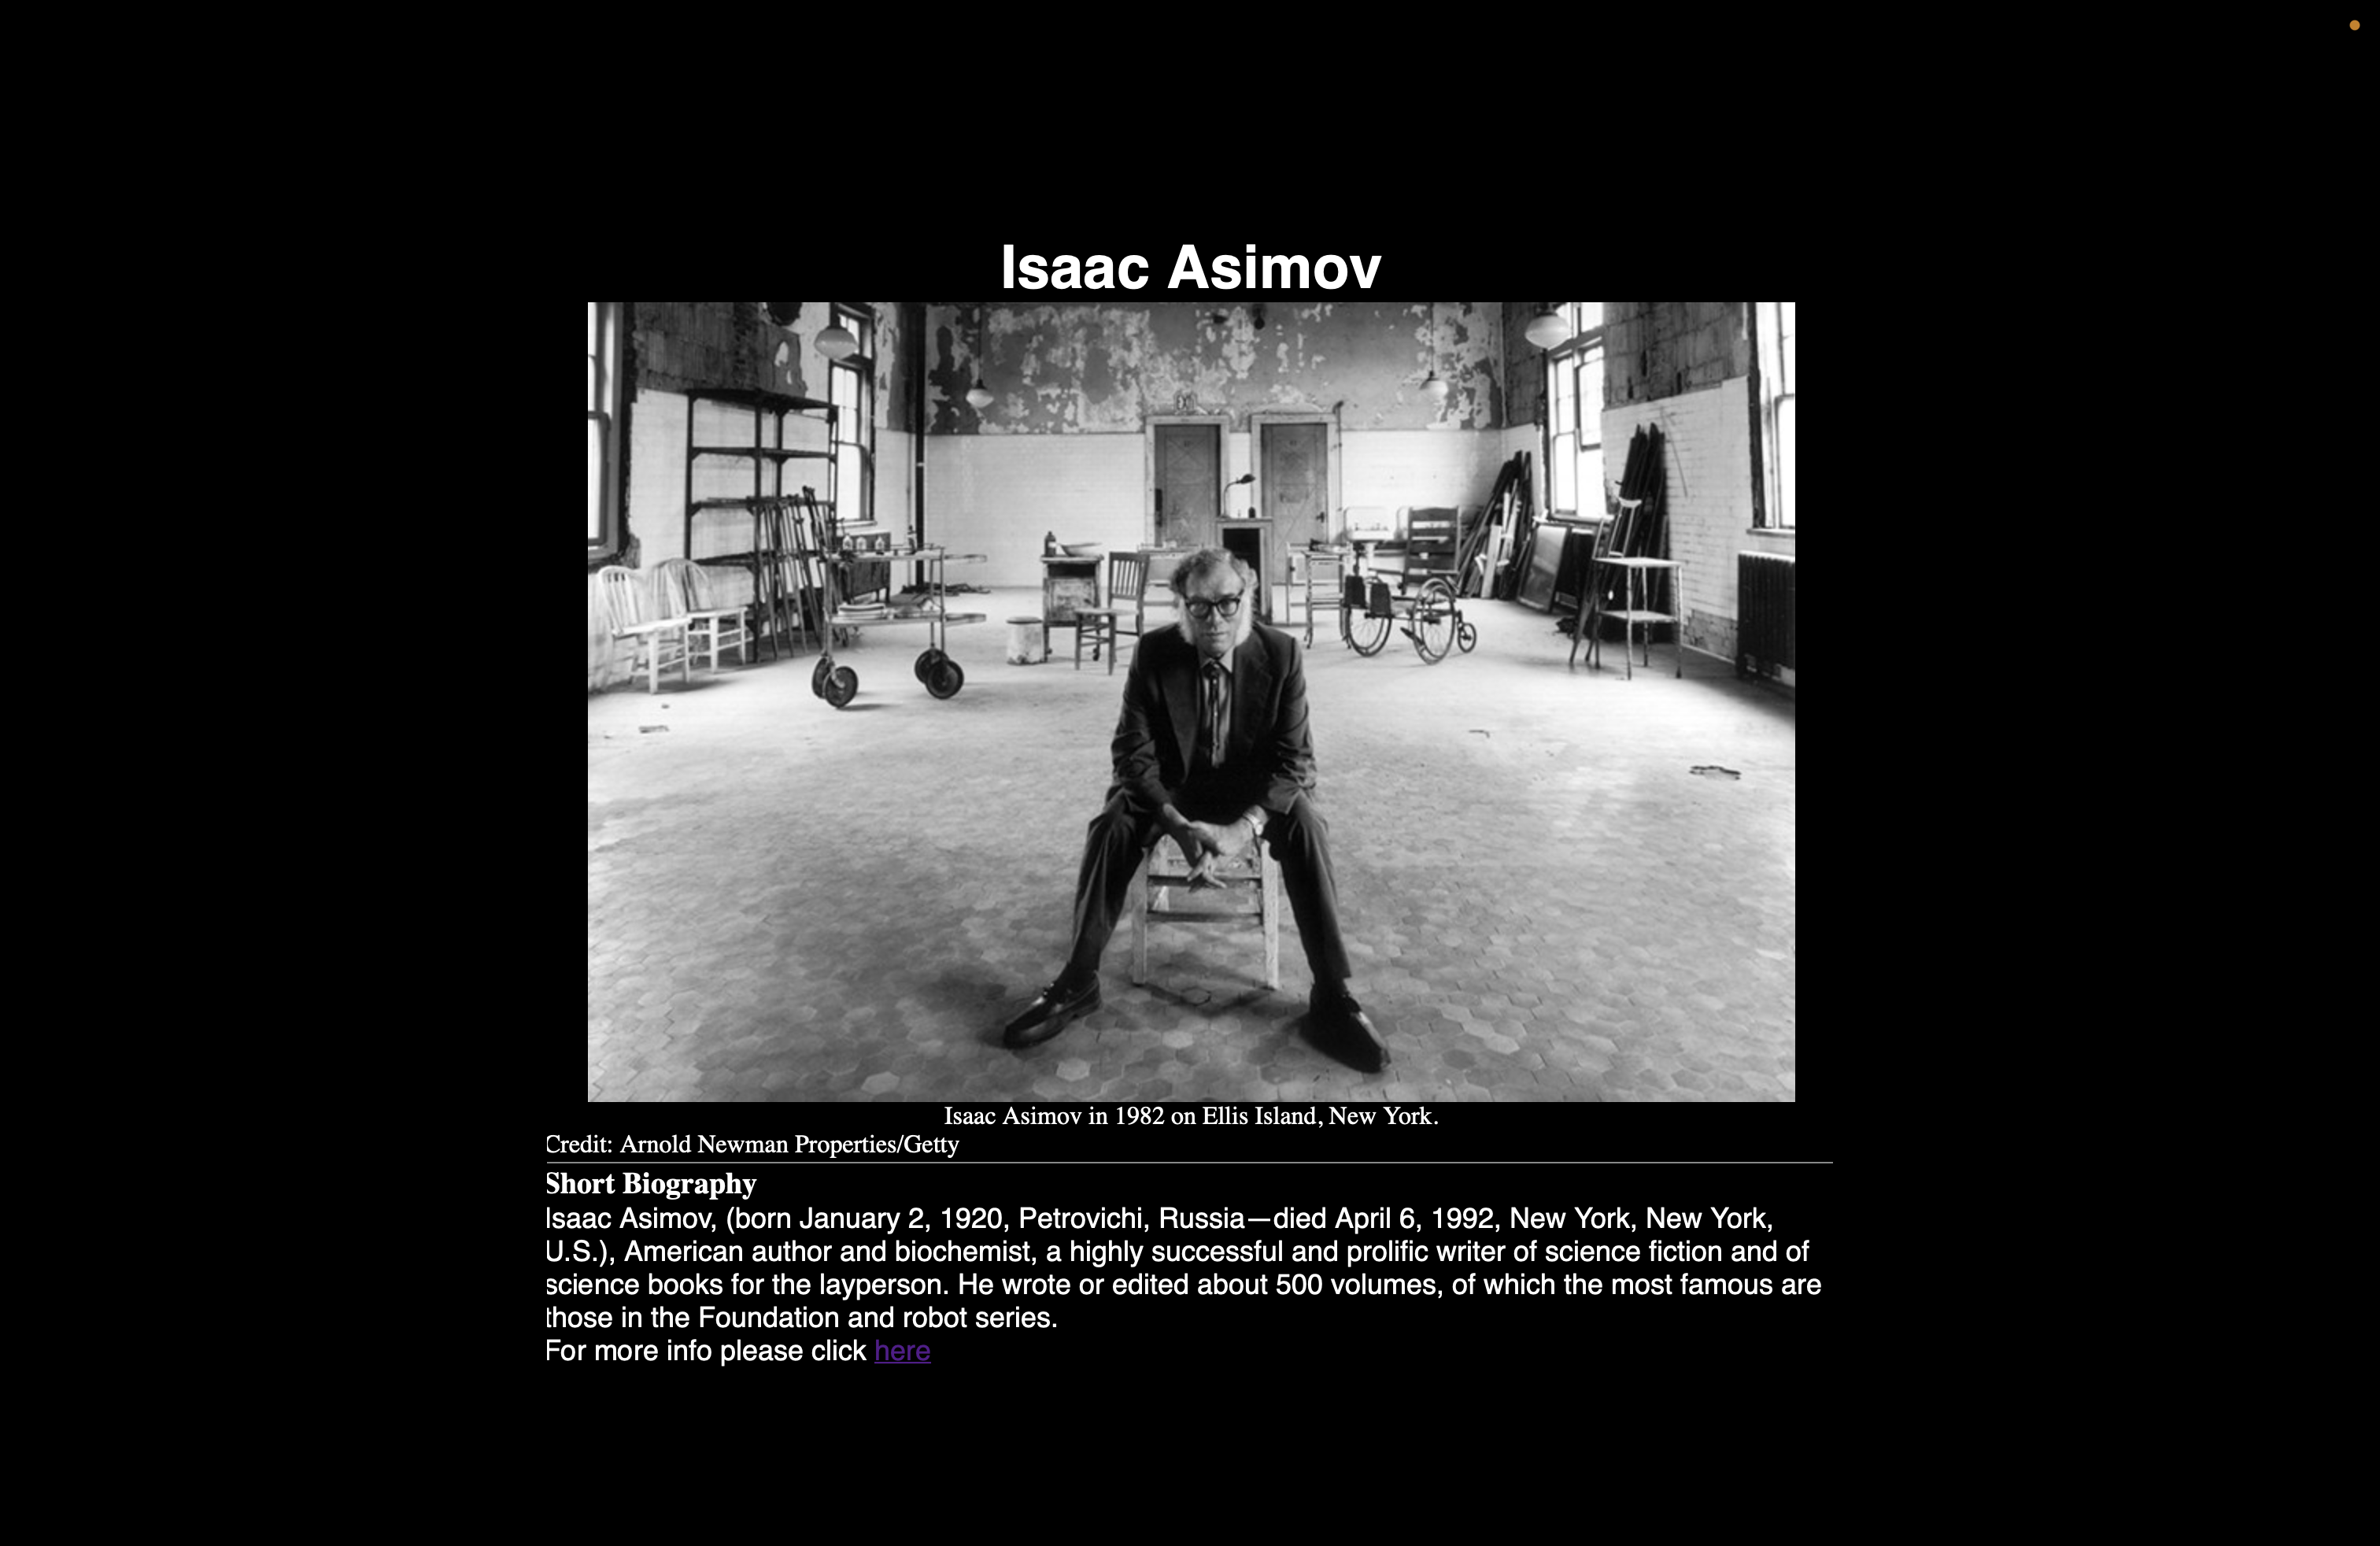 Isaac Asimov
Isaac Asimov in 1982 on Ellis Island, New York.
Credit: Arnold Newman Properties/Getty
Short Biography
Isaac Asimov, (born January 2, 1920, Petrovichi, Russia—died April 6, 1992, New York, New York,
U.S.), American author and biochemist, a highly successful and prolific writer of science fiction and of
science books for the layperson. He wrote or edited about 500 volumes, of which the most famous are
those in the Foundation and robot series.
For more info please click here